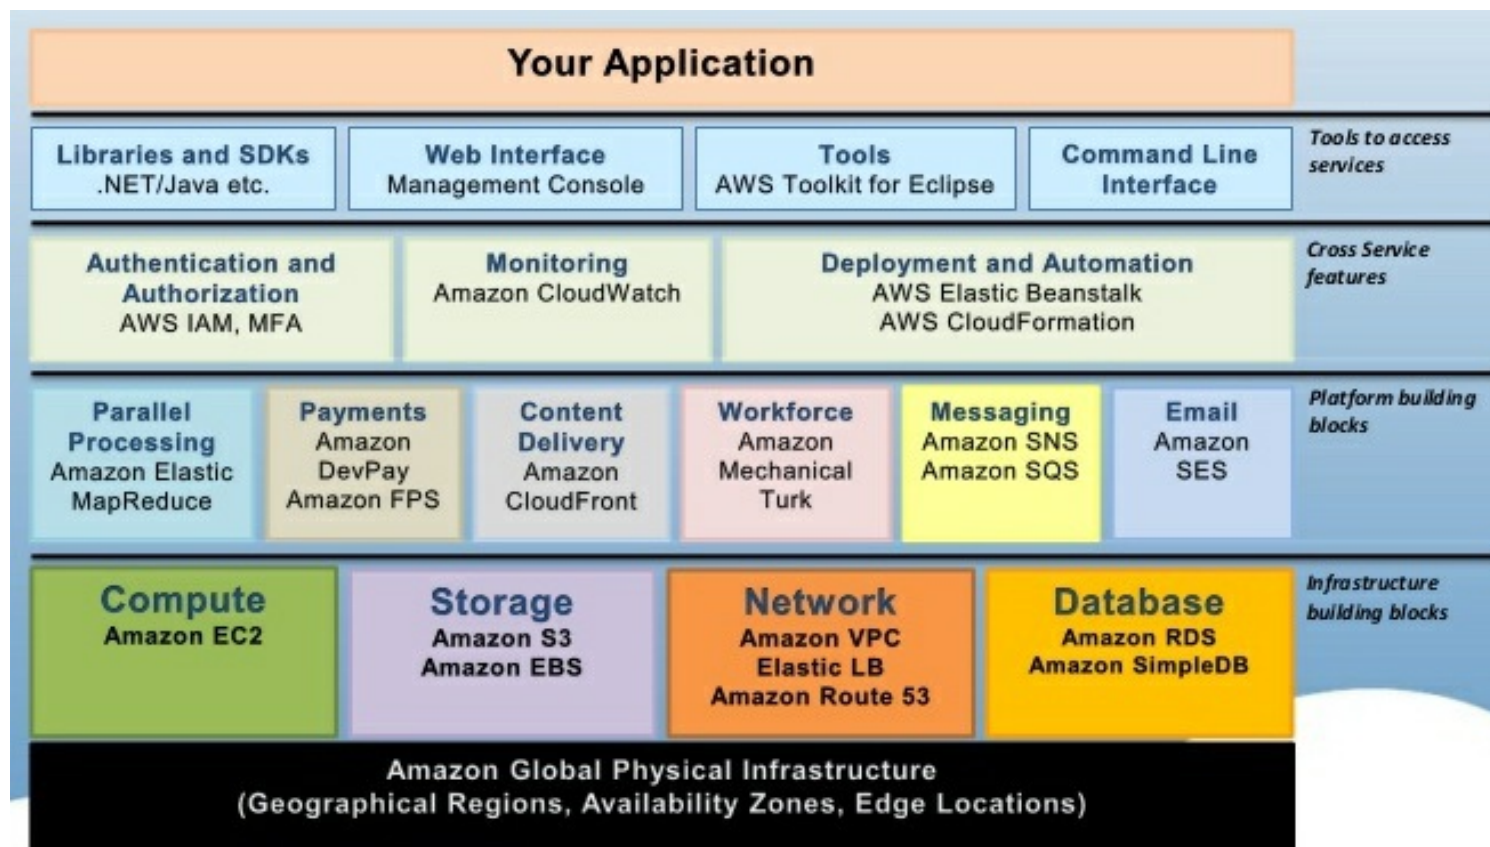 Your Application
Libraries and SDKs
.NET/Java etc.
Web Interface
Management Console
Tools
AWS Toolkit for Eclipse
Command Line
Interface
Tools to access
services
Authentication and
Authorization
AWS IAM, MFA
Monitoring
Amazon CloudWatch
Deployment and Automation
AWS Elastic Beanstalk
AWS CloudFormation
Cross Service
features
Parallel
Processing
Amazon Elastic
MapReduce
Payments
Amazon
DevPay
Amazon FPS
Content
Delivery
Amazon
CloudFront
Workforce
Amazon
Mechanical
Turk
Messaging
Amazon SNS
Amazon SQS
Email
Amazon
SES
Platform building
blocks
Compute
Amazon EC2
Storage
Amazon S3
Amazon EBS
Network
Amazon VPC
Elastic LB
Amazon Route 53
Database
Amazon RDS
Amazon SimpleDB
Infrastructure
building blocks
Amazon Global Physical Infrastructure
(Geographical Regions, Availability Zones, Edge Locations)